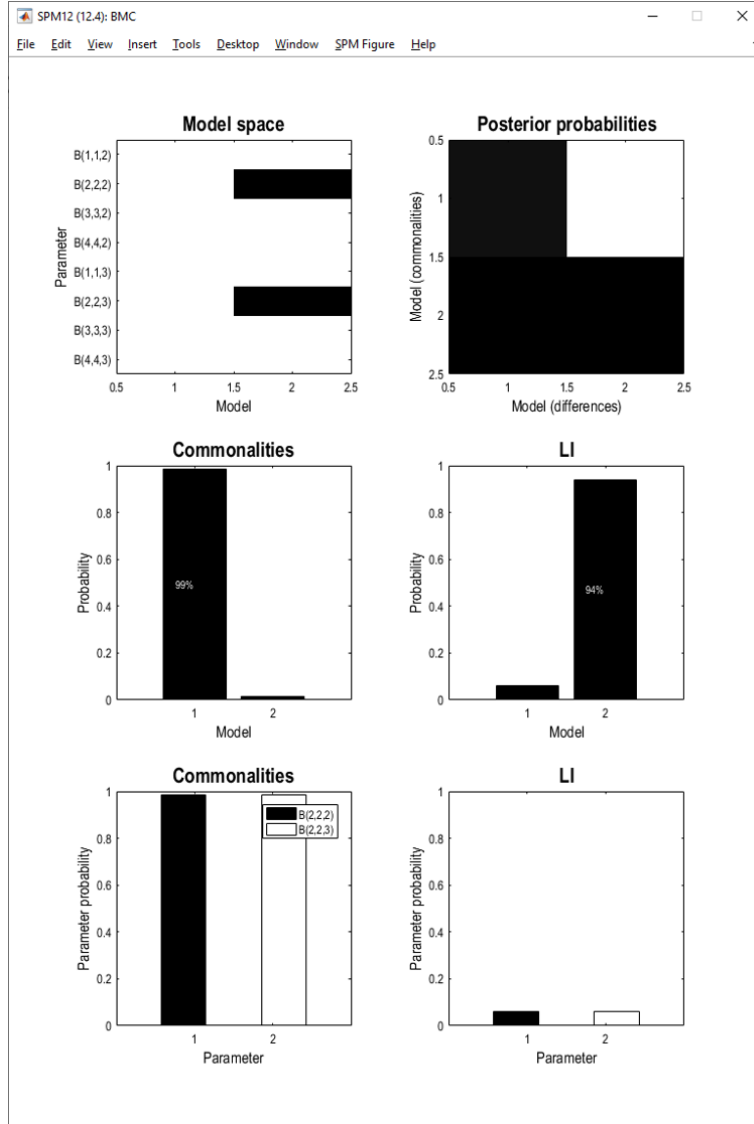 SPM12 (12.4): BMC
File Edit View Insert Tools Desktop Window SPM Figure Help
Model space
B(1,1,2)
B(2,2,2)
B(3,3,2)
B(4,4,2)
B(1,1,3)
B(2,2,3)
B(3,3,3)
B(4,4,3)
Parameter
0.5 1 1.5 2 2.5
Model
Posterior probabilities
0.5
1
1.5
2
2.5
Model (commonalities)
0.5 1 1.5 2 2.5
Model (differences)
Commonalities
1
0.8
0.6
0.4
0.2
0
Probability
99%
1 2
Model
LI
1
0.8
0.6
0.4
0.2
0
Probability
94%
1 2
Model
Commonalities
1
0.8
0.6
0.4
0.2
0
Parameter probability
B(2,2,2)
B(2,2,3)
1 2
Parameter
LI
1
0.8
0.6
0.4
0.2
0
Parameter probability
1 2
Parameter